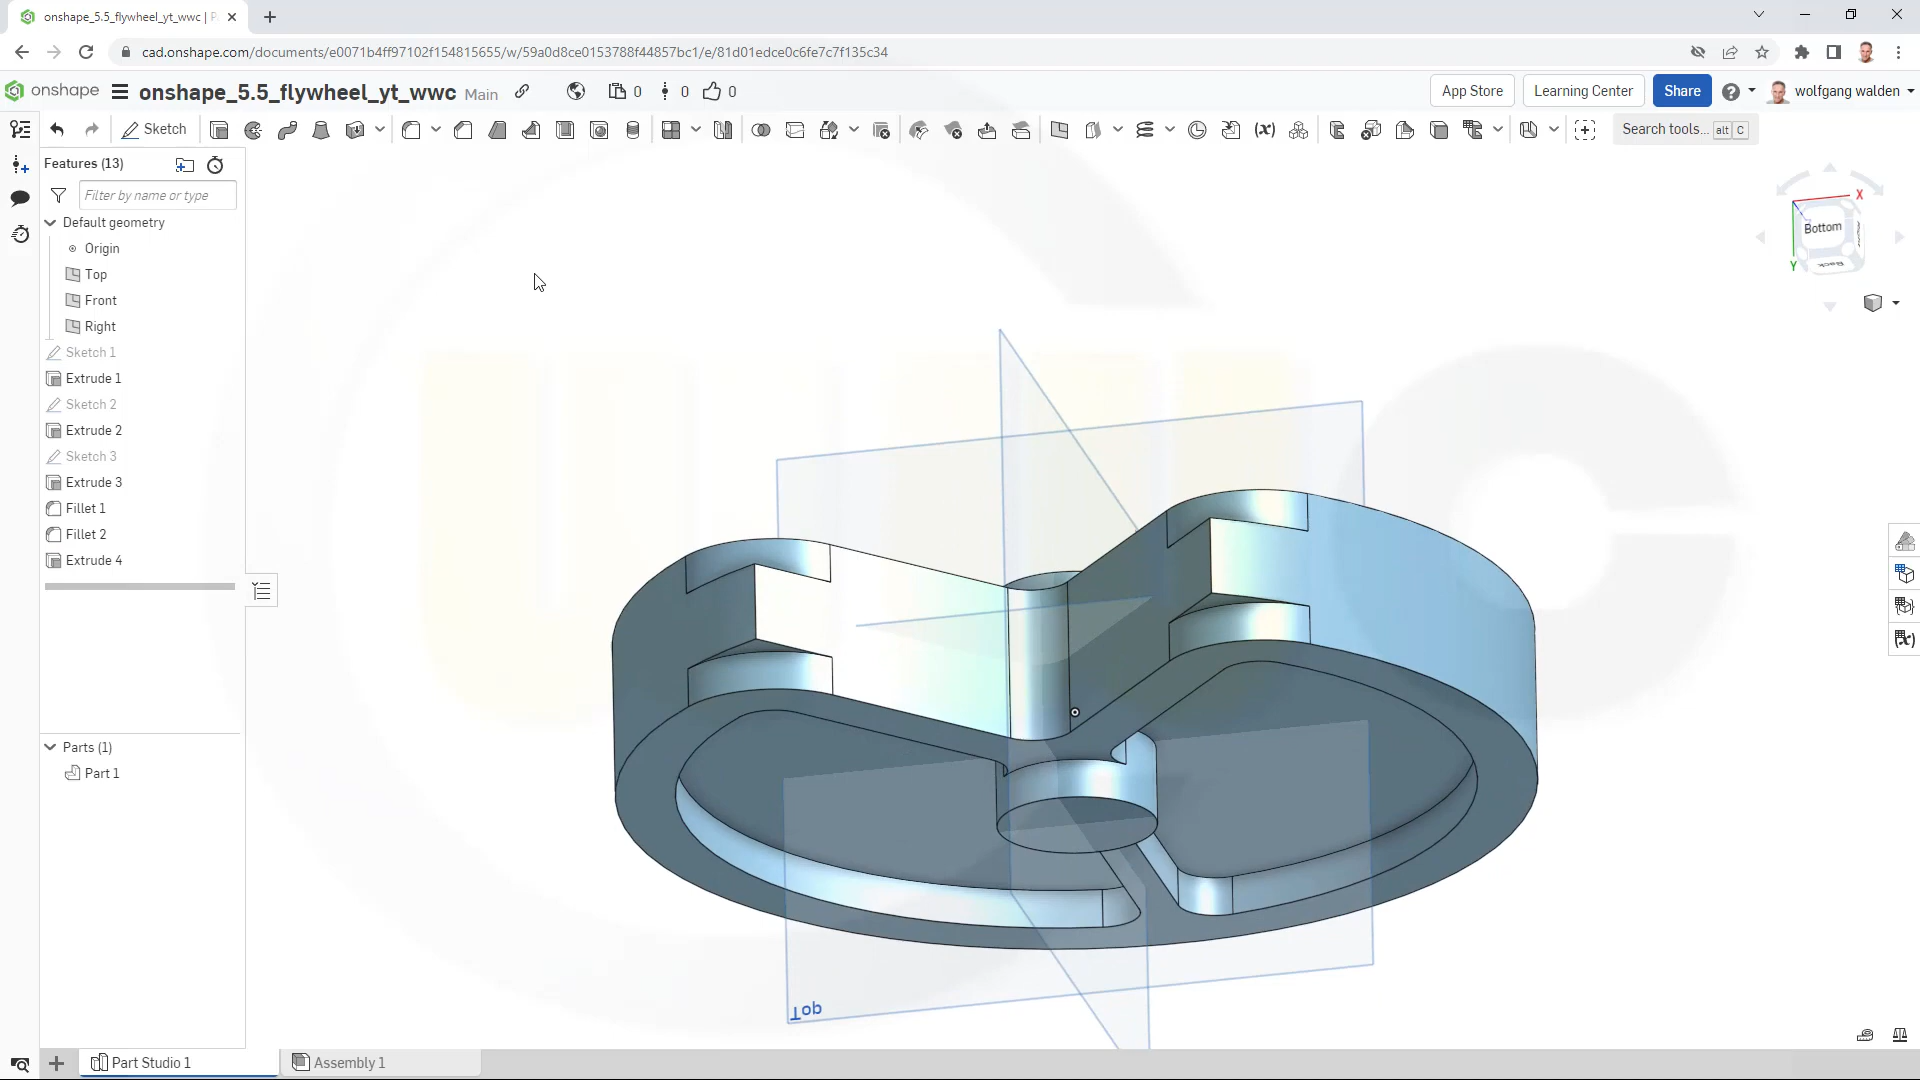 onshape_5.5_flywheel_yt_wwc | P
cad.onshape.com/documents/e0071b4ff97102f154815655/w/59a0d8ce0153788f44857bc1/e/81d01edce0c6fe7c7f135c34
onshape onshape_5.5_flywheel_yt_wwc Main 0 0 0 App Store Learning Center Share wolfgang walden
Sketch (x) Search tools... alt C
Features (13)
Filter by name or type
Default geometry
Origin
Top
Front
Right
Sketch 1
Extrude 1
Sketch 2
Extrude 2
Sketch 3
Extrude 3
Fillet 1
Fillet 2
Extrude 4
Parts (1)
Part 1
X
Bottom
Back
Y
(x)
Top
Part Studio 1 Assembly 1